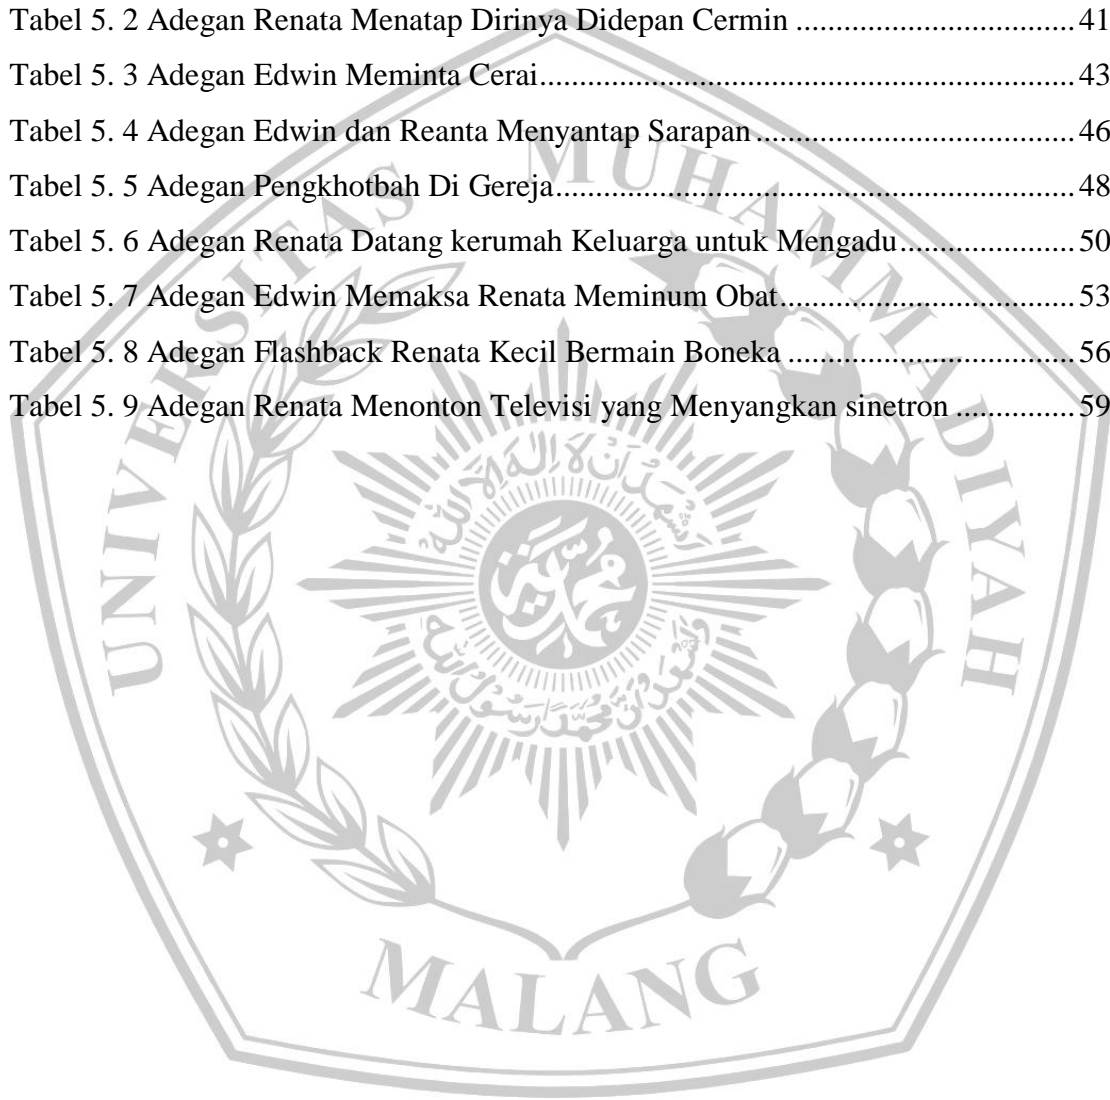 Tabel 5. 2 Adegan Renata Menatap Dirinya Didepan Cermin ................................... 41
Tabel 5. 3 Adegan Edwin Meminta Cerai.................................................................... 43
Tabel 5. 4 Adegan Edwin dan Reanta Menyantap Sarapan ........................................ 46
Tabel 5. 5 Adegan Pengkhotbah Di Gereja.................................................................. 48
Tabel 5. 6 Adegan Renata Datang kerumah Keluarga untuk Mengadu...................... 50
Tabel 5. 7 Adegan Edwin Memaksa Renata Meminum Obat..................................... 53
Tabel 5. 8 Adegan Flashback Renata Kecil Bermain Boneka .................................... 56
Tabel 5. 9 Adegan Renata Menonton Televisi yang Menyangkan sinetron ............... 59
UNIVERSITAS MUHAMMADIYAH
MALANG